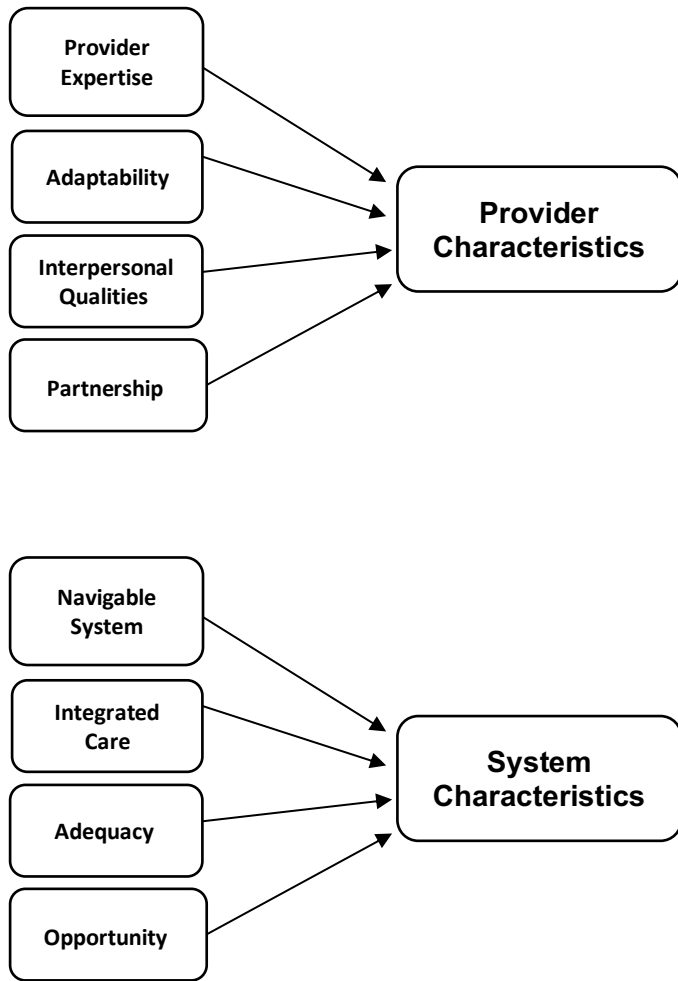 Provider
Expertise
Adaptability
Interpersonal
Qualities
Partnership
Provider
Characteristics
Navigable
System
Integrated
Care
Adequacy
Opportunity
System
Characteristics